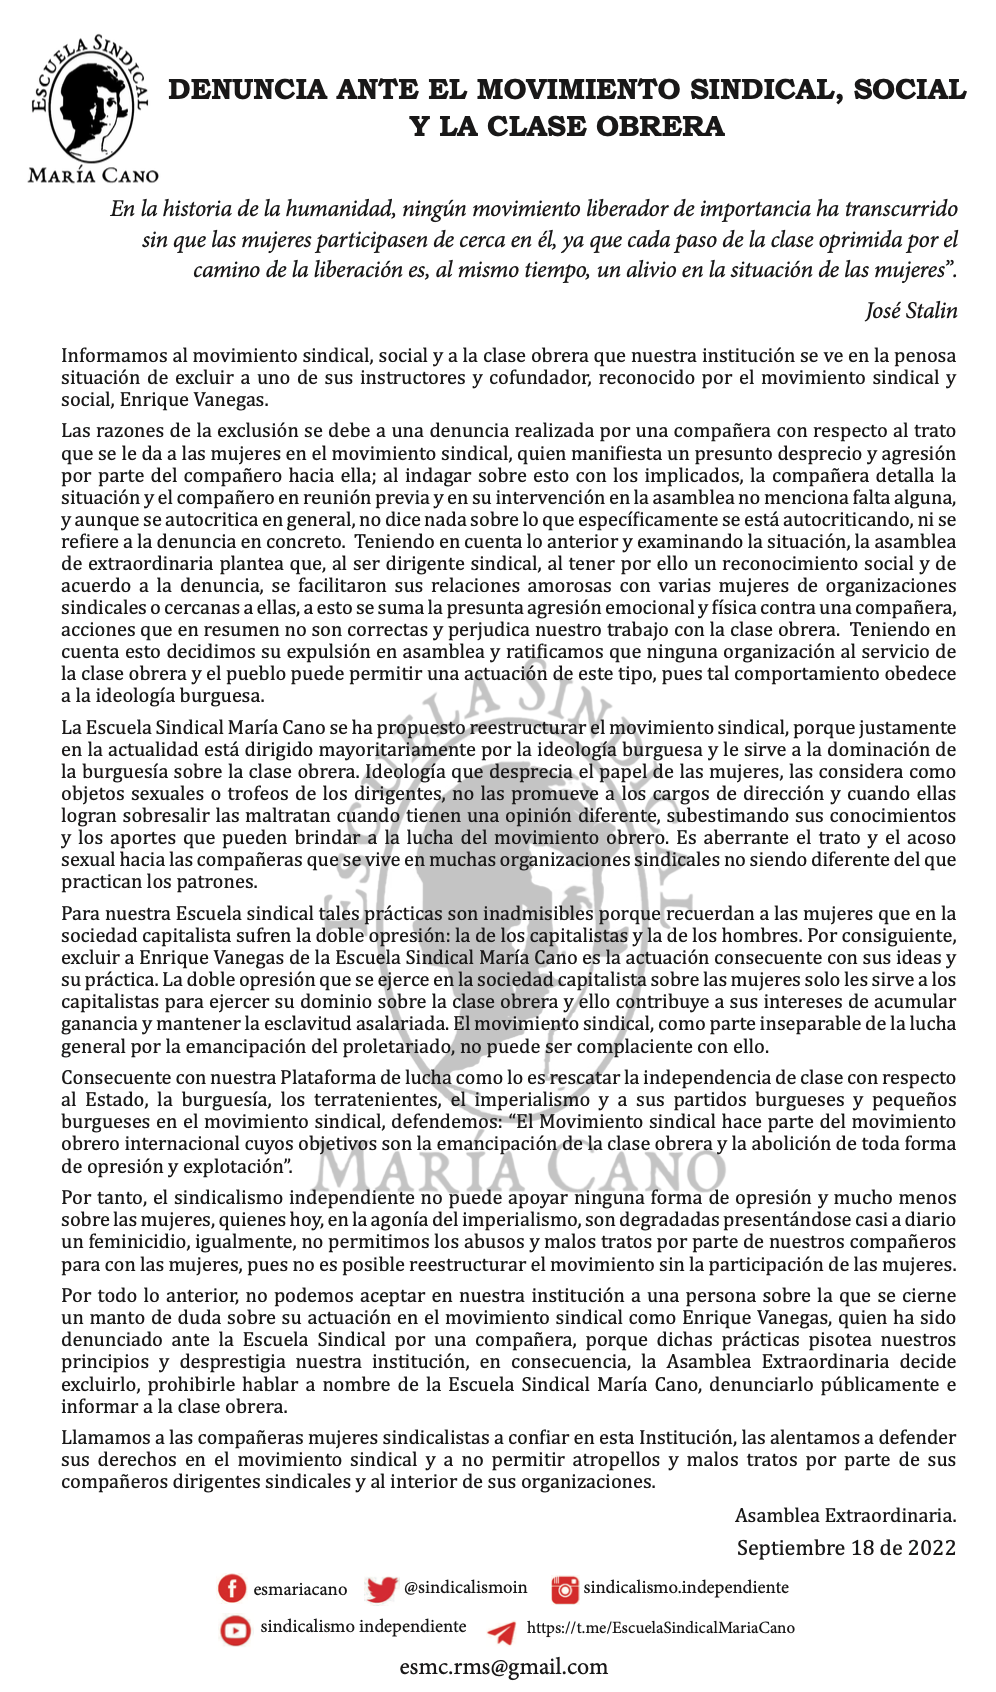 ESCUELA SINDICAL
MARÍA CANO
DENUNCIA ANTE EL MOVIMIENTO SINDICAL, SOCIAL
Y LA CLASE OBRERA
En la historia de la humanidad, ningún movimiento liberador de importancia ha transcurrido
sin que las mujeres participasen de cerca en él, ya que cada paso de la clase oprimida por el
camino de la liberación es, al mismo tiempo, un alivio en la situación de las mujeres”.
José Stalin
Informamos al movimiento sindical, social y a la clase obrera que nuestra institución se ve en la penosa
situación de excluir a uno de sus instructores y cofundador, reconocido por el movimiento sindical y
social, Enrique Vanegas.
Las razones de la exclusión se debe a una denuncia realizada por una compañera con respecto al trato
que se le da a las mujeres en el movimiento sindical, quien manifiesta un presunto desprecio y agresión
por parte del compañero hacia ella; al indagar sobre esto con los implicados, la compañera detalla la
situación y el compañero en reunión previa y en su intervención en la asamblea no menciona falta alguna,
y aunque se autocritica en general, no dice nada sobre lo que específicamente se está autocriticando, ni se
refiere a la denuncia en concreto. Teniendo en cuenta lo anterior y examinando la situación, la asamblea
de extraordinaria plantea que, al ser dirigente sindical, al tener por ello un reconocimiento social y de
acuerdo a la denuncia, se facilitaron sus relaciones amorosas con varias mujeres de organizaciones
sindicales o cercanas a ellas, a esto se suma la presunta agresión emocional y física contra una compañera,
acciones que en resumen no son correctas y perjudica nuestro trabajo con la clase obrera. Teniendo en
cuenta esto decidimos su expulsión en asamblea y ratificamos que ninguna organización al servicio de
la clase obrera y el pueblo puede permitir una actuación de este tipo, pues tal comportamiento obedece
a la ideología burguesa.
La Escuela Sindical María Cano se ha propuesto reestructurar el movimiento sindical, porque justamente
en la actualidad está dirigido mayoritariamente por la ideología burguesa y le sirve a la dominación de
la burguesía sobre la clase obrera. Ideología que desprecia el papel de las mujeres, las considera como
objetos sexuales o trofeos de los dirigentes, no las promueve a los cargos de dirección y cuando ellas
logran sobresalir las maltratan cuando tienen una opinión diferente, subestimando sus conocimientos
y los aportes que pueden brindar a la lucha del movimiento obrero. Es aberrante el trato y el acoso
sexual hacia las compañeras que se vive en muchas organizaciones sindicales no siendo diferente del que
practican los patrones.
Para nuestra Escuela sindical tales prácticas son inadmisibles porque recuerdan a las mujeres que en la
sociedad capitalista sufren la doble opresión: la de los capitalistas y la de los hombres. Por consiguiente,
excluir a Enrique Vanegas de la Escuela Sindical María Cano es la actuación consecuente con sus ideas y
su práctica. La doble opresión que se ejerce en la sociedad capitalista sobre las mujeres solo les sirve a los
capitalistas para ejercer su dominio sobre la clase obrera y ello contribuye a sus intereses de acumular
ganancia y mantener la esclavitud asalariada. El movimiento sindical, como parte inseparable de la lucha
general por la emancipación del proletariado, no puede ser complaciente con ello.
Consecuente con nuestra Plataforma de lucha como lo es rescatar la independencia de clase con respecto
al Estado, la burguesía, los terratenientes, el imperialismo y a sus partidos burgueses y pequeños
burgueses en el movimiento sindical, defendemos: “El Movimiento sindical hace parte del movimiento
obrero internacional cuyos objetivos son la emancipación de la clase obrera y la abolición de toda forma
de opresión y explotación”.
Por tanto, el sindicalismo independiente no puede apoyar ninguna forma de opresión y mucho menos
sobre las mujeres, quienes hoy, en la agonía del imperialismo, son degradadas presentándose casi a diario
un feminicidio, igualmente, no permitimos los abusos y malos tratos por parte de nuestros compañeros
para con las mujeres, pues no es posible reestructurar el movimiento sin la participación de las mujeres.
Por todo lo anterior, no podemos aceptar en nuestra institución a una persona sobre la que se cierne
un manto de duda sobre su actuación en el movimiento sindical como Enrique Vanegas, quien ha sido
denunciado ante la Escuela Sindical por una compañera, porque dichas prácticas pisotea nuestros
principios y desprestigia nuestra institución, en consecuencia, la Asamblea Extraordinaria decide
excluirlo, prohibirle hablar a nombre de la Escuela Sindical María Cano, denunciarlo públicamente e
informar a la clase obrera.
Llamamos a las compañeras mujeres sindicalistas a confiar en esta Institución, las alentamos a defender
sus derechos en el movimiento sindical y a no permitir atropellos y malos tratos por parte de sus
compañeros dirigentes sindicales y al interior de sus organizaciones.
ESCUELA SINDICAL
MARÍA CANO
Asamblea Extraordinaria.
Septiembre 18 de 2022
esmariacano @sindicalismoin sindicalismo.independiente
sindicalismo independiente https://t.me/EscuelaSindicalMariaCano
esmc.rms@gmail.com